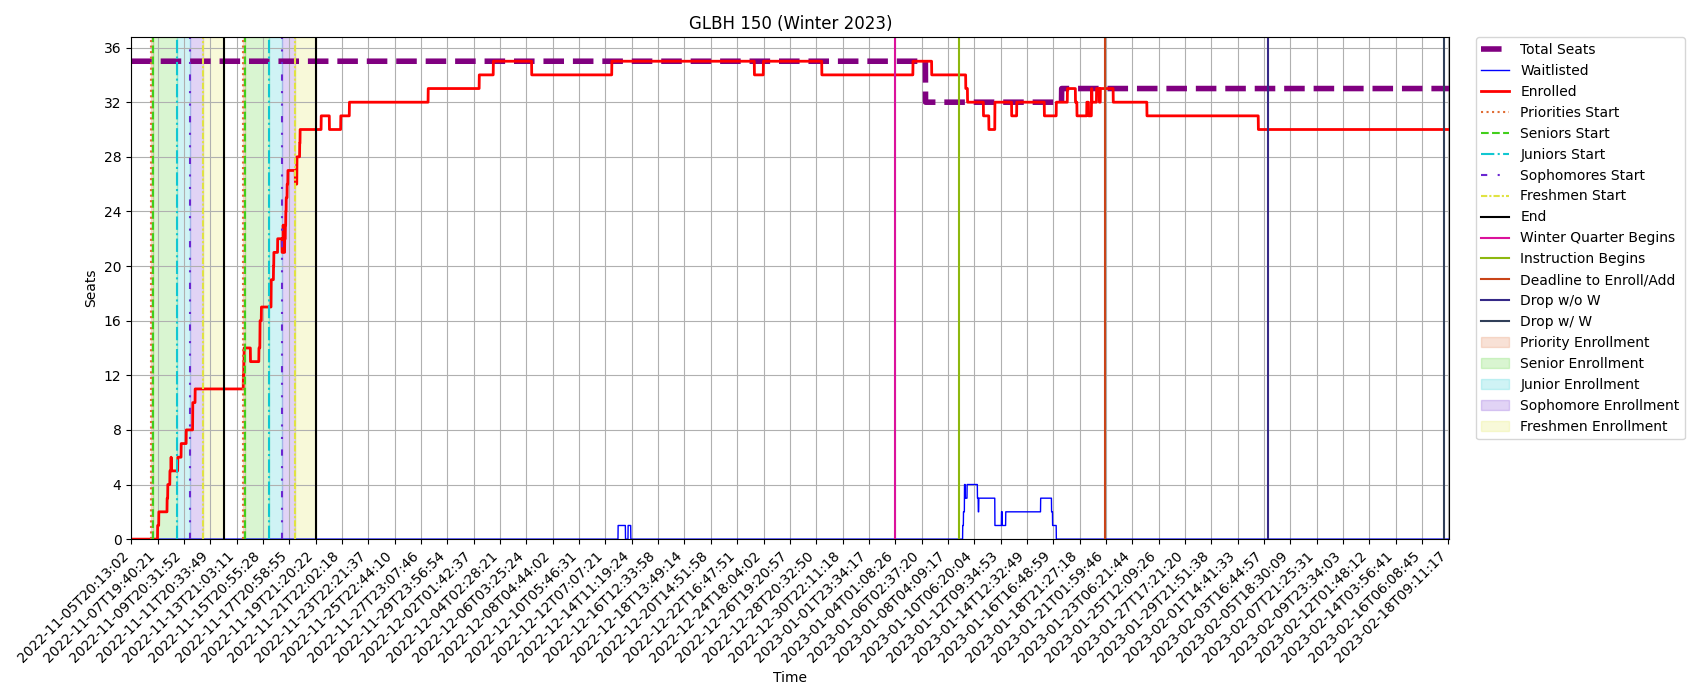 GLBH 150 (Winter 2023)
Seats
36
32
28
24
20
16
12
8
4
0
2022-11-05T20:13:02
2022-11-07T19:40:21
2022-11-09T20:31:52
2022-11-11T20:33:49
2022-11-13T21:03:11
2022-11-15T20:55:28
2022-11-17T20:58:55
2022-11-19T21:20:22
2022-11-21T22:02:18
2022-11-23T22:21:37
2022-11-25T22:44:10
2022-11-27T23:07:46
2022-11-29T23:56:54
2022-12-02T01:42:37
2022-12-04T02:28:21
2022-12-06T03:25:24
2022-12-08T04:44:02
2022-12-10T05:46:31
2022-12-12T07:07:21
2022-12-14T11:19:24
2022-12-16T12:33:58
2022-12-18T13:49:14
2022-12-20T14:51:58
2022-12-22T16:47:51
2022-12-24T18:04:02
2022-12-26T19:20:57
2022-12-28T20:32:50
2022-12-30T22:11:18
2023-01-01T23:34:17
2023-01-04T01:08:26
2023-01-06T02:37:20
2023-01-08T04:09:17
2023-01-10T06:20:04
2023-01-12T09:34:53
2023-01-14T12:32:49
2023-01-16T16:48:59
2023-01-18T21:27:18
2023-01-21T01:59:46
2023-01-23T06:21:44
2023-01-25T12:09:26
2023-01-27T17:21:20
2023-01-29T21:51:38
2023-02-01T14:41:33
2023-02-03T16:44:57
2023-02-05T18:30:09
2023-02-07T21:25:31
2023-02-09T23:34:03
2023-02-12T01:48:12
2023-02-14T03:56:41
2023-02-16T06:08:45
2023-02-18T09:11:17
Time
Total Seats
Waitlisted
Enrolled
Priorities Start
Seniors Start
Juniors Start
Sophomores Start
Freshmen Start
End
Winter Quarter Begins
Instruction Begins
Deadline to Enroll/Add
Drop w/o W
Drop w/ W
Priority Enrollment
Senior Enrollment
Junior Enrollment
Sophomore Enrollment
Freshmen Enrollment